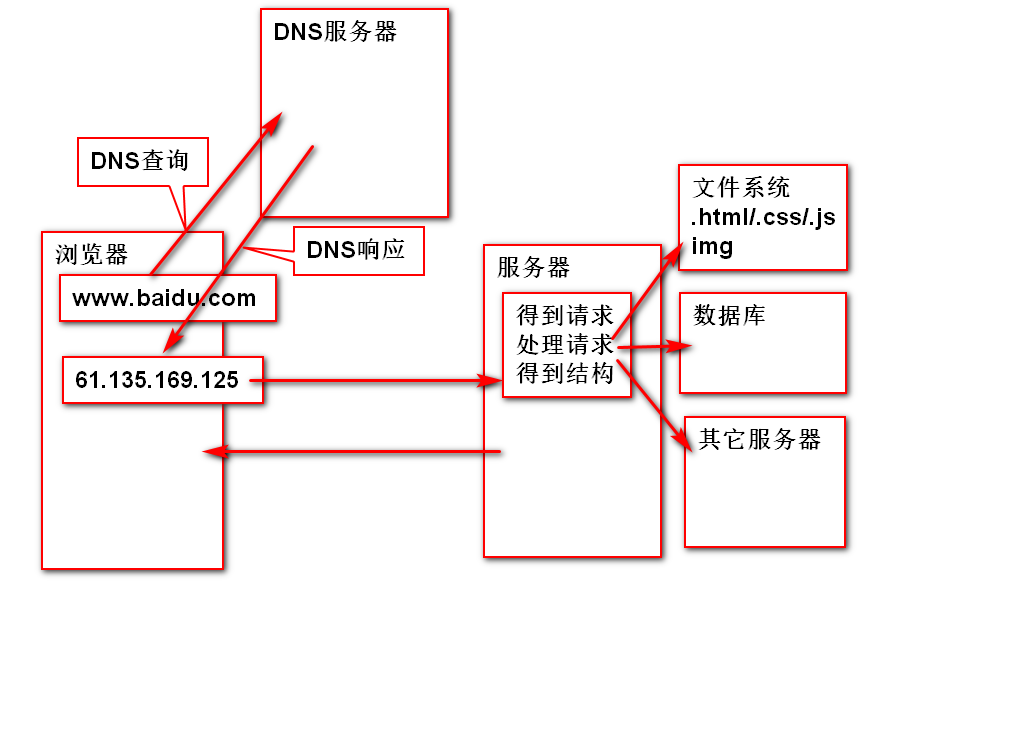 DNS服务器
DNS查询
DNS响应
浏览器
www.baidu.com
61.135.169.125
服务器
得到请求
处理请求
得到结构
文件系统
.html/.css/.js
img
数据库
其它服务器